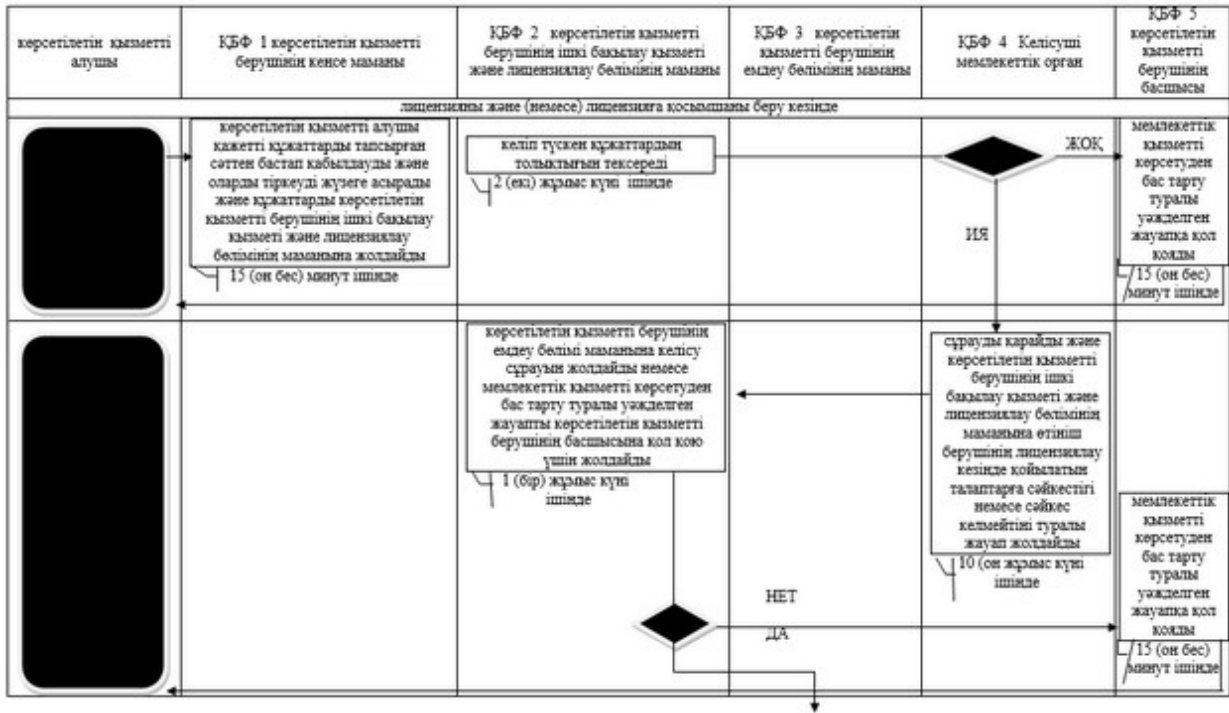 көрсетілетін қызметті
алушы
ҚБФ 1 көрсетілетін қызметті
берушінің кеңсе маманы
ҚБФ 2 көрсетілетін қызметті
берушінің ішкі бақылау қызметі
және лицензиялау бөлімінің маманы
ҚБФ 3 көрсетілетін
қызметті берушінің
емдеу бөлімінің маманы
ҚБФ 4 Келісуші
мемлекеттік орган
ҚБФ 5
көрсетілетін
қызметті
берушінің
басшысы
лицензияны және (немесе) лицензияға қосымшаны беру кезінде
көрсетілетін қызметті алушы
қажетті құжаттарды тапсырған
сәттен бастап қабылдауды және
оларды тіркеуді жүзеге асырады
және құжаттарды көрсетілетін
қызметті берушінің ішкі бақылау
қызметі және лицензиялау
бөлімінің маманына жолдайды
15 (он бес) минут ішінде
келіп түскен құжаттардың
толықтығын тексереді
2 (екі) жұмыс күні ішінде
ЖОҚ
ИЯ
мемлекеттік
қызметті
көрсетуден
бас тарту
туралы
уәжделген
жауапқа қол
қояды
15 (он бес)
минут ішінде
көрсетілетін қызметті берушінің
емдеу бөлімі маманына келісу
сұрауын жолдайды немесе
мемлекеттік қызметті көрсетуден
бас тарту туралы уәжделген
жауапты көрсетілетін қызметті
берушінің басшысына қол қою
үшін жолдайды
1 (бір) жұмыс күні
ішінде
сұрауды қарайды және
көрсетілетін қызметті
берушінің ішкі
бақылау қызметі және
лицензиялау бөлімінің
маманына өтініш
берушінің лицензиялау
кезінде қойылатын
талаптарға сәйкестігі
немесе сәйкес
келмейтіні туралы
жауап жолдайды
10 (он жұмыс күні
ішінде
НЕТ
ДА
мемлекеттік
қызметті
көрсетуден
бас тарту
туралы
уәжделген
жауапқа қол
қояды
15 (он бес)
минут ішінде